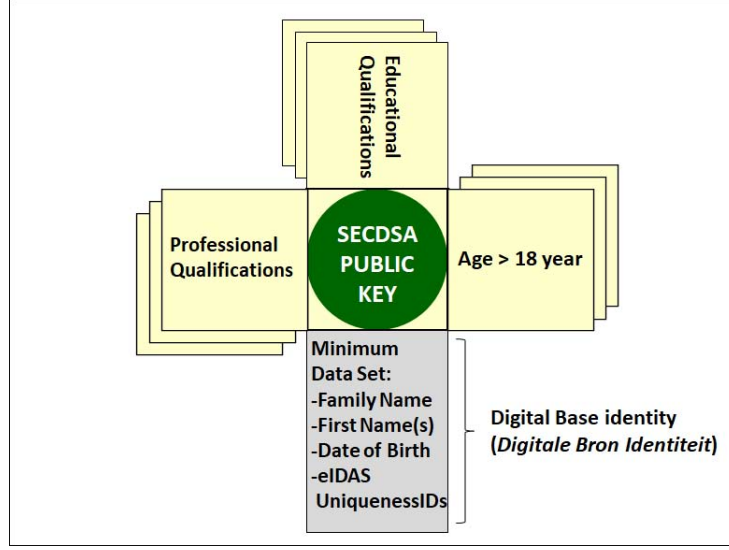 Educational
Qualifications
Professional
Qualifications
SECDSA
PUBLIC
KEY
Age > 18 year
Minimum
Data Set:
-Family Name
-First Name(s)
-Date of Birth
-eIDAS
UniquenessIDs
Digital Base identity
(Digitale Bron Identiteit)